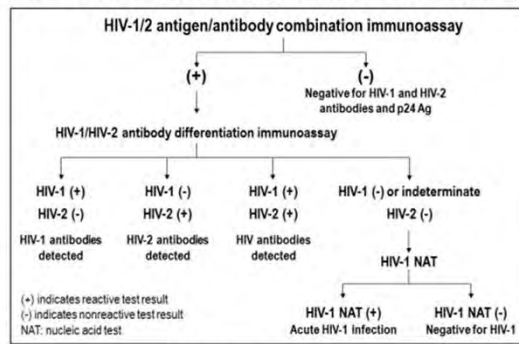 HIV-1/2 antigen/antibody combination immunoassay
(+)
(-)
Negative for HIV-1 and HIV-2
antibodies and p24 Ag
HIV-1/HIV-2 antibody differentiation immunoassay
HIV-1 (+)
HIV-2 (-)
HIV-1 antibodies
detected
HIV-1 (-)
HIV-2 (+)
HIV-2 antibodies
detected
HIV-1 (+)
HIV-2 (+)
HIV antibodies
detected
HIV-1 (-) or indeterminate
HIV-2 (-)
HIV-1 NAT
HIV-1 NAT (+)
Acute HIV-1 infection
HIV-1 NAT (-)
Negative for HIV-1
(+) indicates reactive test result
(-) indicates nonreactive test result
NAT: nucleic acid test